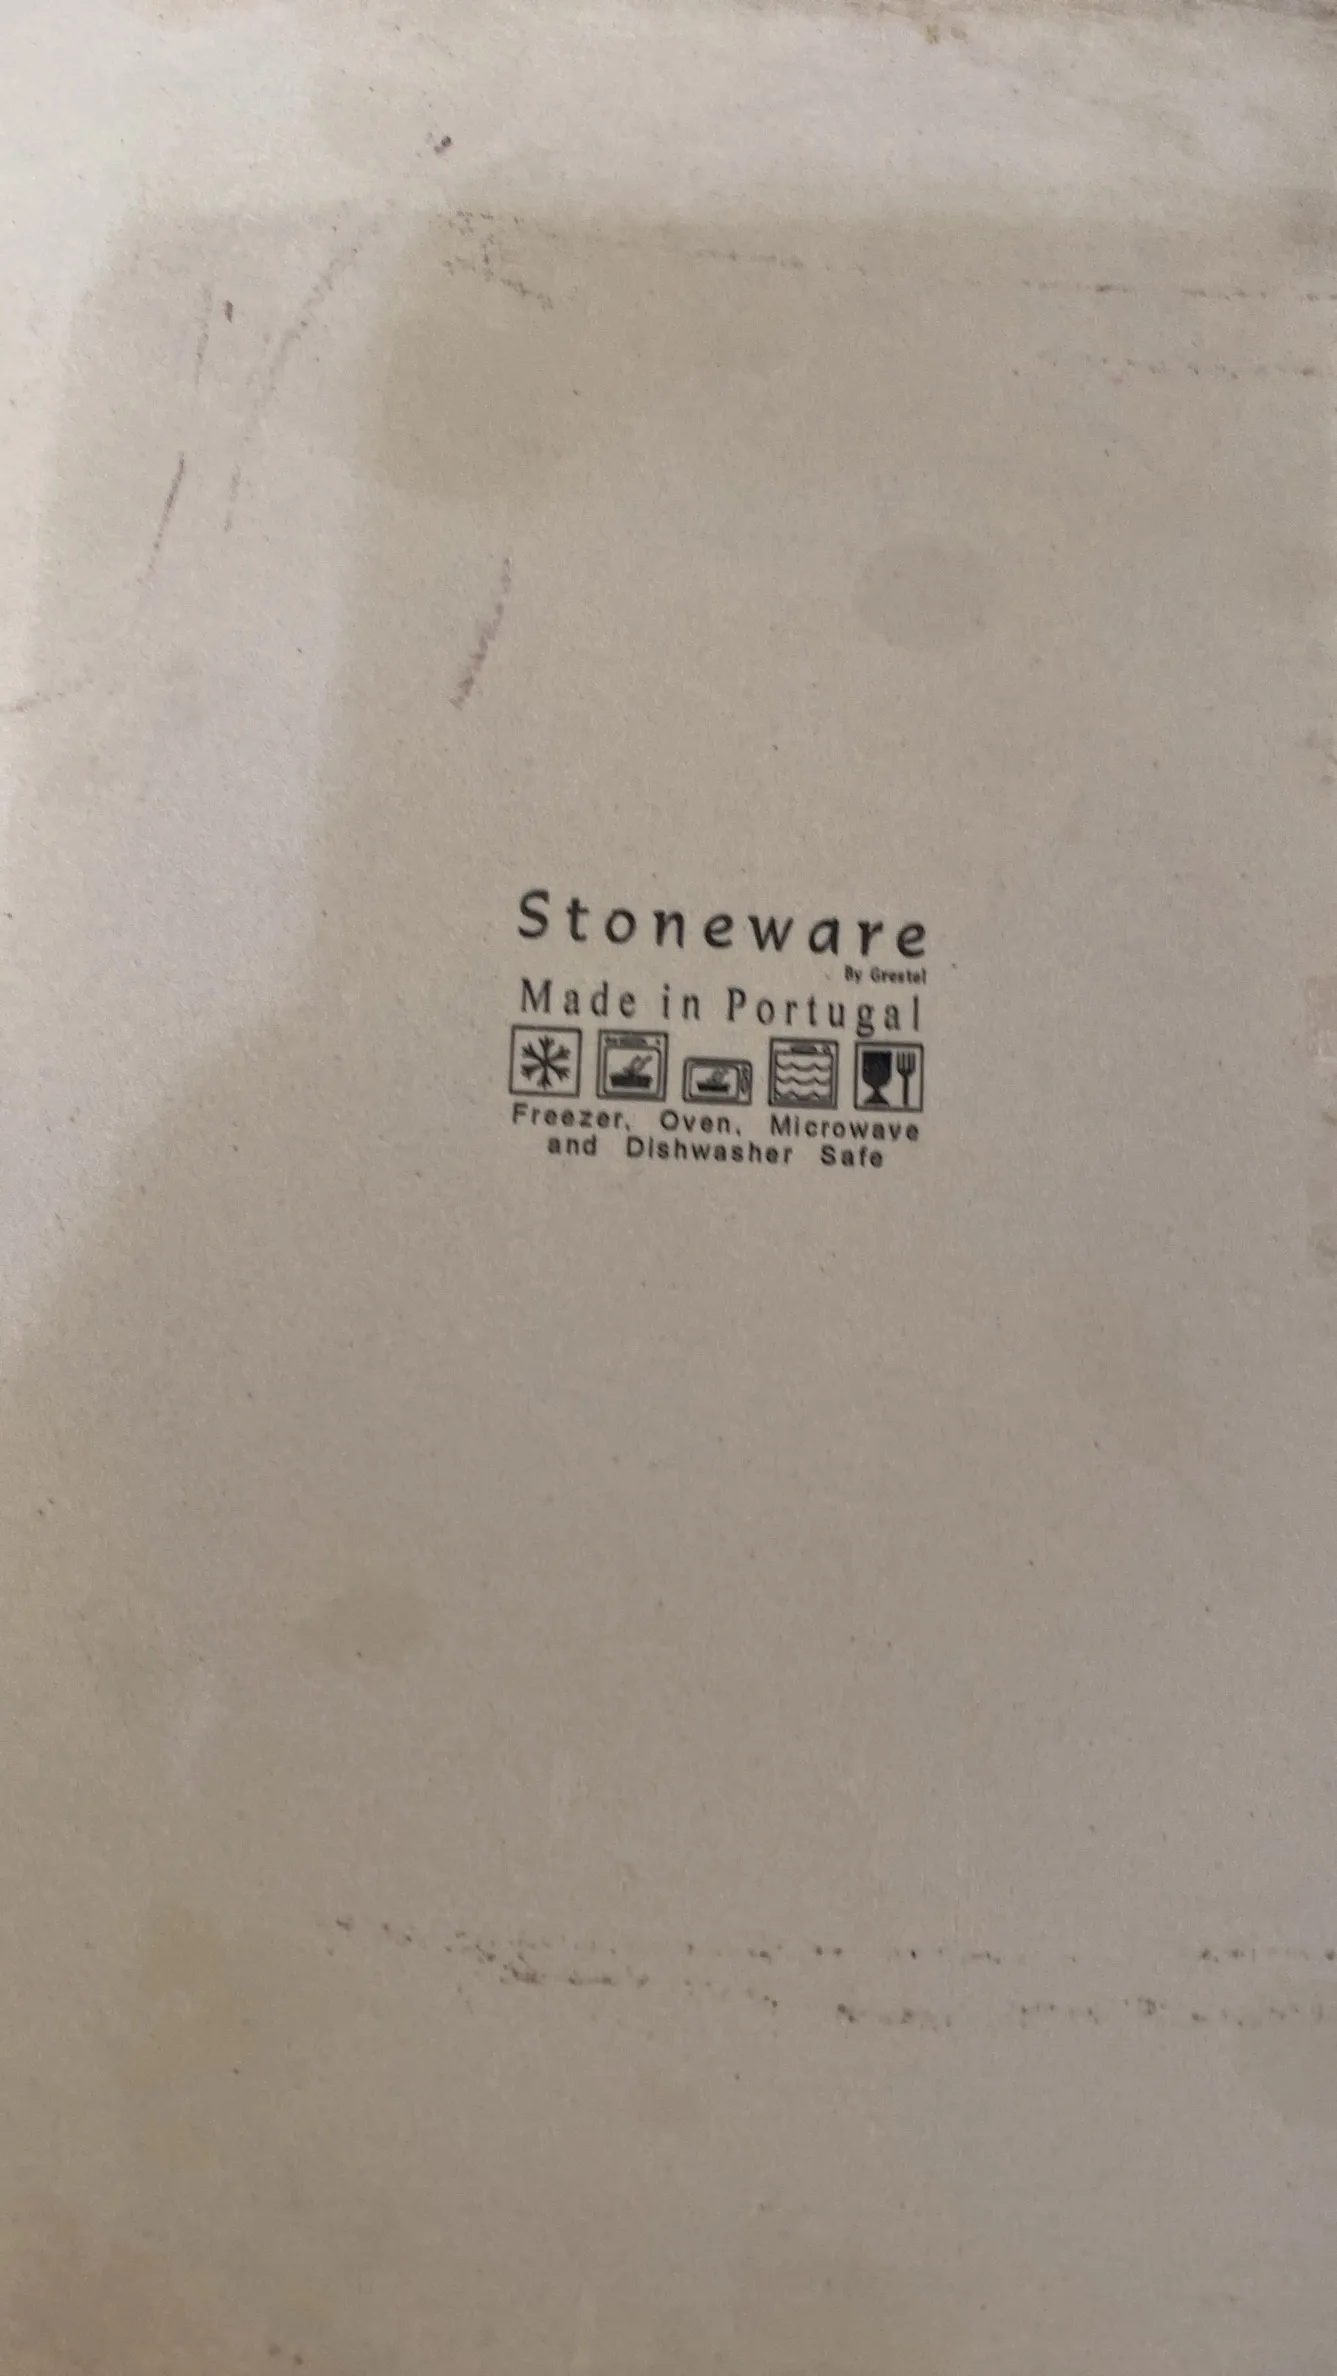 Stoneware
By Grestel
Made in Portugal
Freezer, Oven, Microwave
and Dishwasher Safe